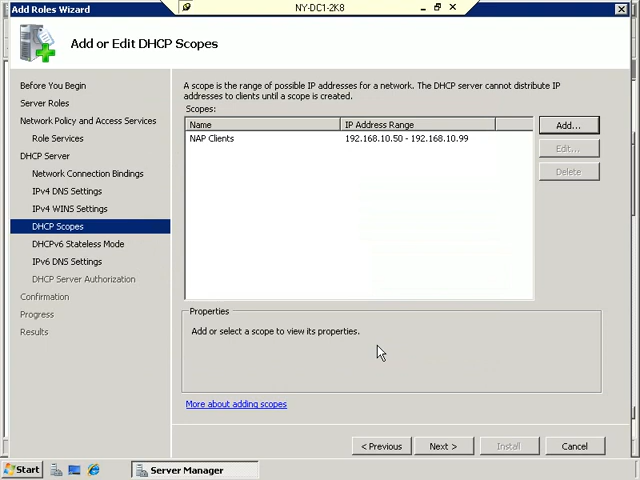 Add Roles Wizard
NY-DC1-2K8
Add or Edit DHCP Scopes
Before You Begin
Server Roles
Network Policy and Access Services
Role Services
DHCP Server
Network Connection Bindings
IPv4 DNS Settings
IPv4 WINS Settings
DHCP Scopes
DHCPv6 Stateless Mode
IPv6 DNS Settings
DHCP Server Authorization
Confirmation
Progress
Results
A scope is the range of possible IP addresses for a network. The DHCP server cannot distribute IP
addresses to clients until a scope is created.
Scopes:
Name IP Address Range
NAP Clients 192.168.10.50 - 192.168.10.99
Add...
Edit...
Delete
Properties
Add or select a scope to view its properties.
More about adding scopes
< Previous Next > Install Cancel
Start Server Manager